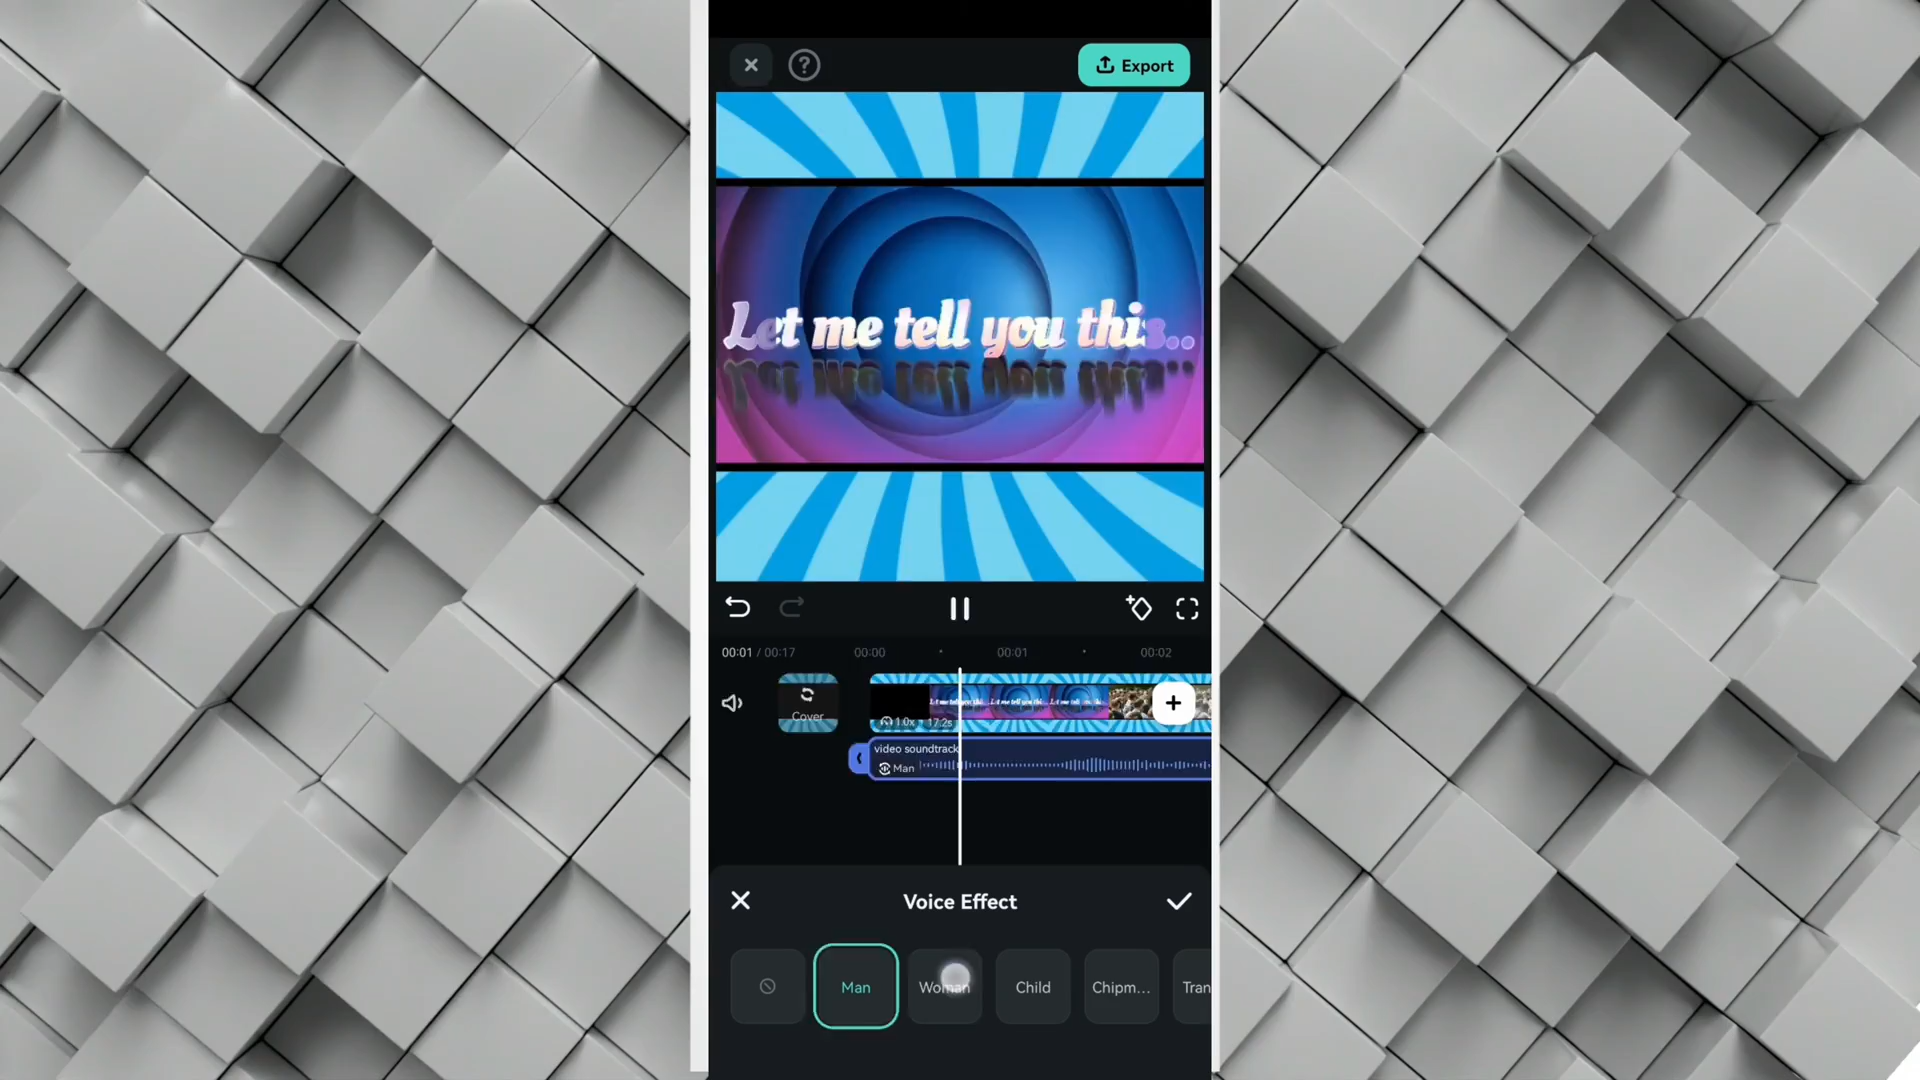 Export
Let me tell you this..
00:01 / 00:17
00:00
00:01
00:02
Cover
1.0x
17.2s
video soundtrack
Man
Voice Effect
Man
Woman
Child
Chipm...
Tran